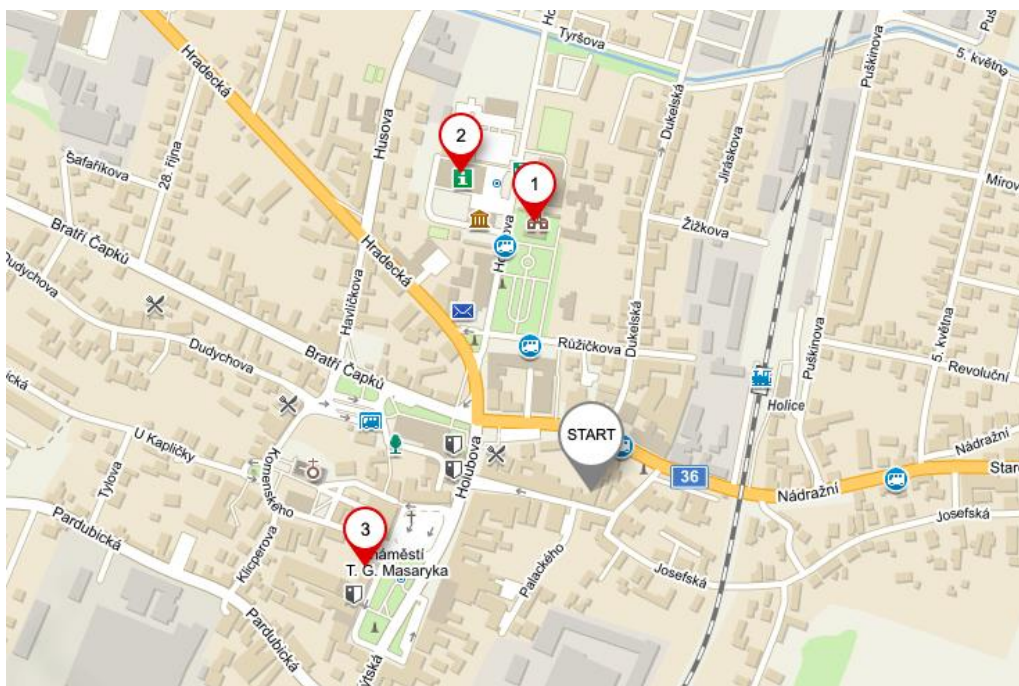 Tyršova
Puškinova
5. května
Hradecká
Husova
Dukelská
Jiráskova
2
28. října
Šafaříkova
1
Mírov
Žižkova
Bratří Čapků
Hradecká
Dudychova
Havlíčkova
Růžičkova
Dukelská
Puškinova
5. května
Revoluční
Dudychova
Bratří Čapků
Holice
START
U Kapličky
Holubova
36
Nádražní
Nádražní
Staro
Tylova
Komenského
Josefská
3
Pardubická
Klicperova
náměstí
T. G. Masaryka
Palackého
Josefská
Pardubická